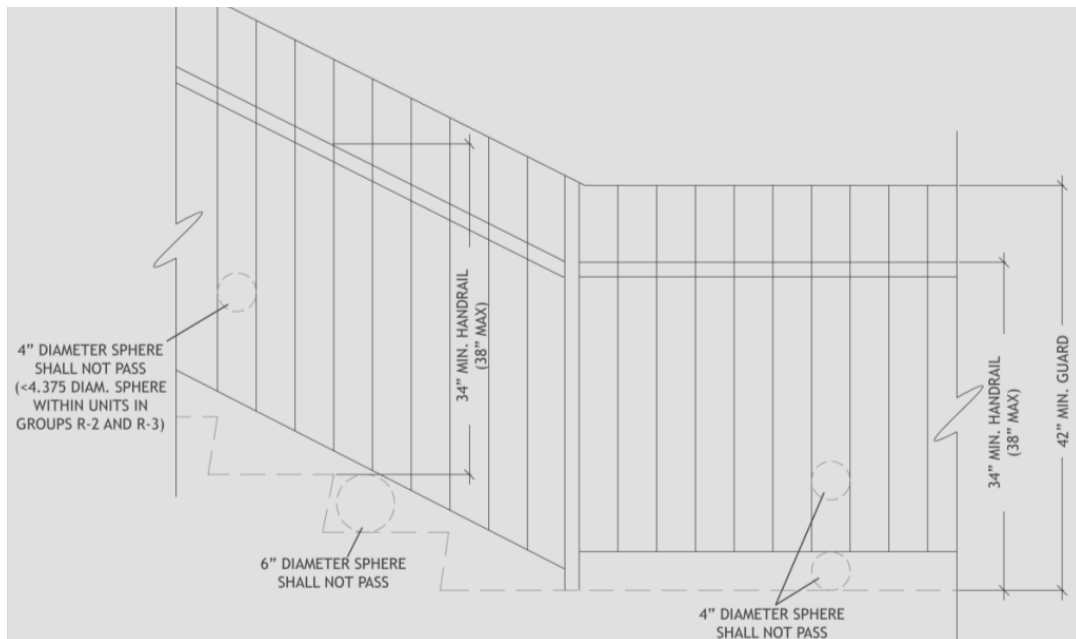 4” DIAMETER SPHERE
SHALL NOT PASS
(<4.375 DIAM. SPHERE
WITHIN UNITS IN
GROUPS R-2 AND R-3)
34” MIN. HANDRAIL
(38” MAX)
6” DIAMETER SPHERE
SHALL NOT PASS
34” MIN. HANDRAIL
(38” MAX)
42” MIN. GUARD
4” DIAMETER SPHERE
SHALL NOT PASS